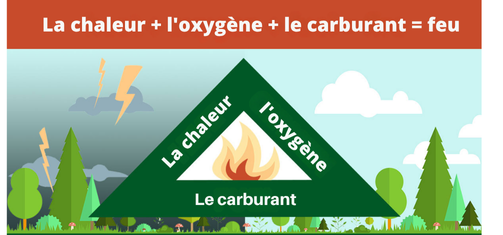 La chaleur + l'oxygène + le carburant = feu
La chaleur
l'oxygène
Le carburant